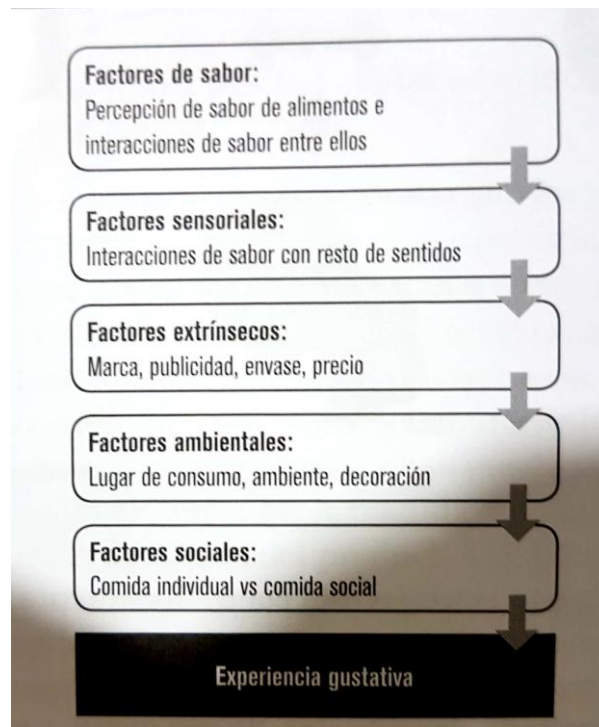 Factores de sabor:
Percepción de sabor de alimentos e
interacciones de sabor entre ellos
Factores sensoriales:
Interacciones de sabor con resto de sentidos
Factores extrínsecos:
Marca, publicidad, envase, precio
Factores ambientales:
Lugar de consumo, ambiente, decoración
Factores sociales:
Comida individual vs comida social
Experiencia gustativa